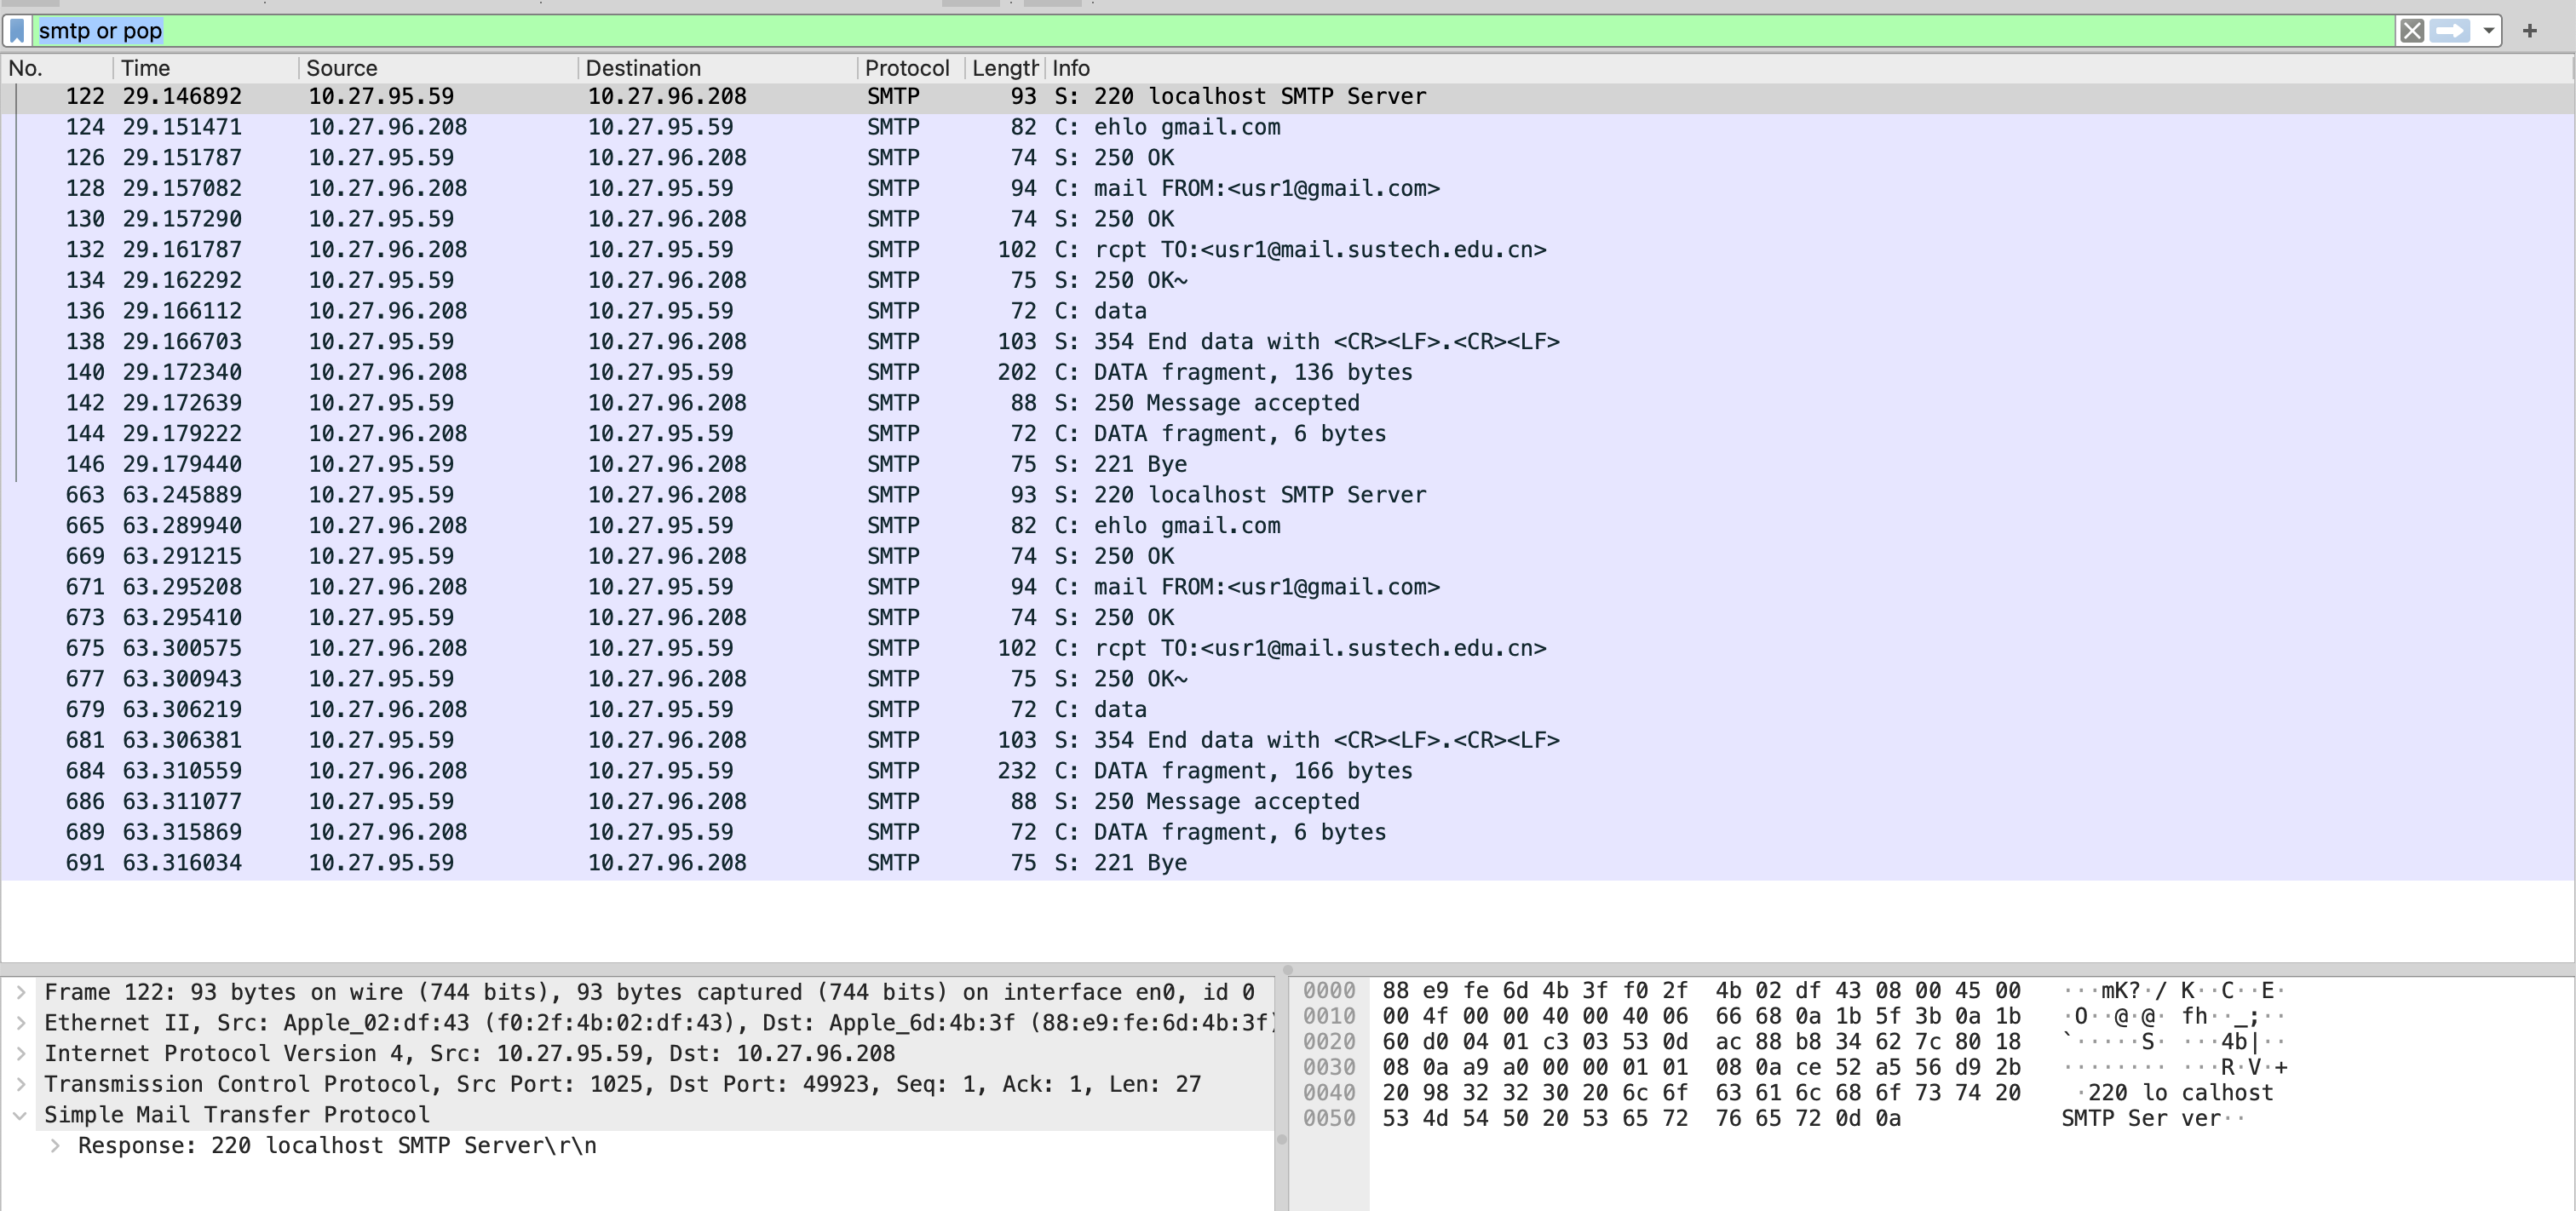 smtp or pop
No. Time Source Destination Protocol Length Info
122 29.146892 10.27.95.59 10.27.96.208 SMTP 93 S: 220 localhost SMTP Server
124 29.151471 10.27.96.208 10.27.95.59 SMTP 82 C: ehlo gmail.com
126 29.151787 10.27.95.59 10.27.96.208 SMTP 74 S: 250 OK
128 29.157082 10.27.96.208 10.27.95.59 SMTP 94 C: mail FROM:<usr1@gmail.com>
130 29.157290 10.27.95.59 10.27.96.208 SMTP 74 S: 250 OK
132 29.161787 10.27.96.208 10.27.95.59 SMTP 102 C: rcpt TO:<usr1@mail.sustech.edu.cn>
134 29.162292 10.27.95.59 10.27.96.208 SMTP 75 S: 250 OK~
136 29.166112 10.27.96.208 10.27.95.59 SMTP 72 C: data
138 29.166703 10.27.95.59 10.27.96.208 SMTP 103 S: 354 End data with <CR><LF>.<CR><LF>
140 29.172340 10.27.96.208 10.27.95.59 SMTP 202 C: DATA fragment, 136 bytes
142 29.172639 10.27.95.59 10.27.96.208 SMTP 88 S: 250 Message accepted
144 29.179222 10.27.96.208 10.27.95.59 SMTP 72 C: DATA fragment, 6 bytes
146 29.179440 10.27.95.59 10.27.96.208 SMTP 75 S: 221 Bye
663 63.245889 10.27.95.59 10.27.96.208 SMTP 93 S: 220 localhost SMTP Server
665 63.289940 10.27.96.208 10.27.95.59 SMTP 82 C: ehlo gmail.com
669 63.291215 10.27.95.59 10.27.96.208 SMTP 74 S: 250 OK
671 63.295208 10.27.96.208 10.27.95.59 SMTP 94 C: mail FROM:<usr1@gmail.com>
673 63.295410 10.27.95.59 10.27.96.208 SMTP 74 S: 250 OK
675 63.300575 10.27.96.208 10.27.95.59 SMTP 102 C: rcpt TO:<usr1@mail.sustech.edu.cn>
677 63.300943 10.27.95.59 10.27.96.208 SMTP 75 S: 250 OK~
679 63.306219 10.27.96.208 10.27.95.59 SMTP 72 C: data
681 63.306381 10.27.95.59 10.27.96.208 SMTP 103 S: 354 End data with <CR><LF>.<CR><LF>
684 63.310559 10.27.96.208 10.27.95.59 SMTP 232 C: DATA fragment, 166 bytes
686 63.311077 10.27.95.59 10.27.96.208 SMTP 88 S: 250 Message accepted
689 63.315869 10.27.96.208 10.27.95.59 SMTP 72 C: DATA fragment, 6 bytes
691 63.316034 10.27.95.59 10.27.96.208 SMTP 75 S: 221 Bye
Frame 122: 93 bytes on wire (744 bits), 93 bytes captured (744 bits) on interface en0, id 0
Ethernet II, Src: Apple_02:df:43 (f0:2f:4b:02:df:43), Dst: Apple_6d:4b:3f (88:e9:fe:6d:4b:3f)
Internet Protocol Version 4, Src: 10.27.95.59, Dst: 10.27.96.208
Transmission Control Protocol, Src Port: 1025, Dst Port: 49923, Seq: 1, Ack: 1, Len: 27
Simple Mail Transfer Protocol
Response: 220 localhost SMTP Server\r\n
0000 88 e9 fe 6d 4b 3f f0 2f 4b 02 df 43 08 00 45 00 ···mK?·/ K··C··E·
0010 00 4f 00 00 40 00 40 06 66 68 0a 1b 5f 3b 0a 1b ·O··@·@· fh··_;··
0020 60 d0 04 01 c3 03 53 0d ac 88 b8 34 62 7c 80 18 `·····S· ···4b|··
0030 08 0a a9 a0 00 00 01 01 08 0a ce 52 a5 56 d9 2b ········ ···R·V·+
0040 20 98 32 32 30 20 6c 6f 63 61 6c 68 6f 73 74 20 ·220 lo calhost
0050 53 4d 54 50 20 53 65 72 76 65 72 0d 0a SMTP Ser ver··